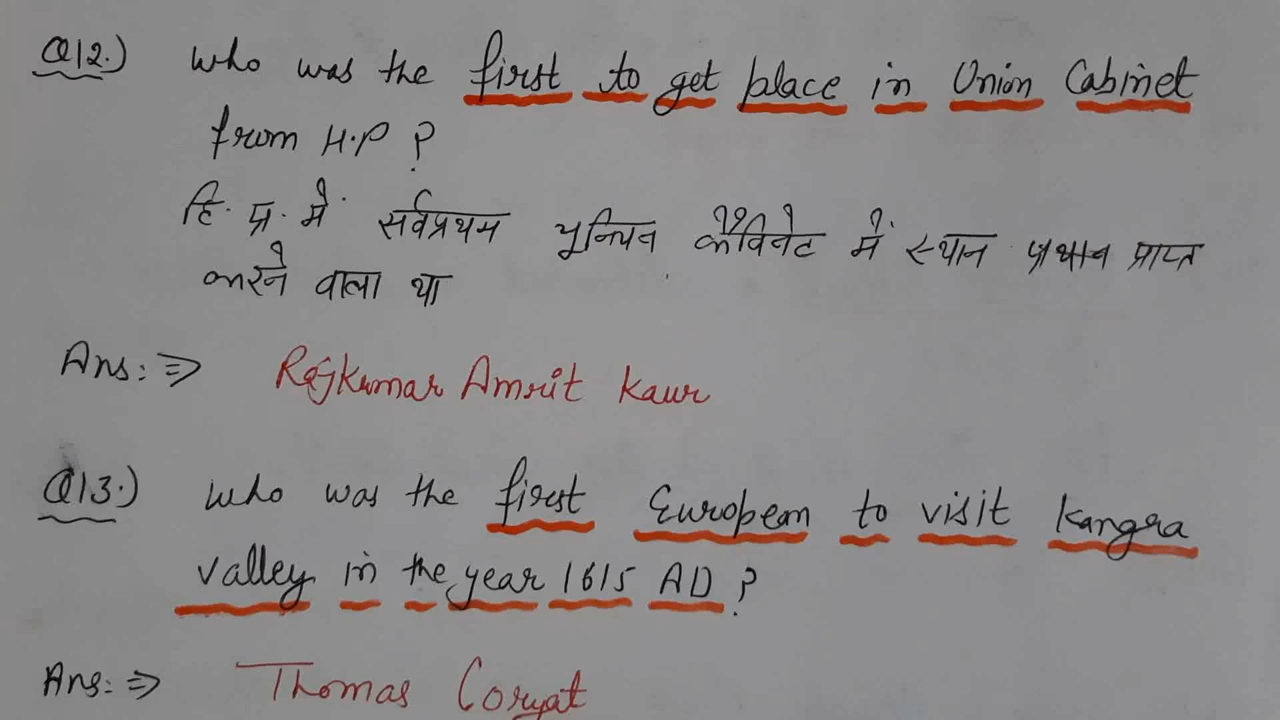 Q12.) Who was the first to get place in Union Cabinet
from H.P ?
हि. प्र. में सर्वप्रथम यूनियन कैबिनेट में स्थान प्रथान प्राप्त
करने वाला था
Ans: ⇒ Rajkumar Amrit Kaur
Q13.) Who was the first European to visit Kangra
valley in the year 1615 AD ?
Ans: ⇒ Thomas Coryat